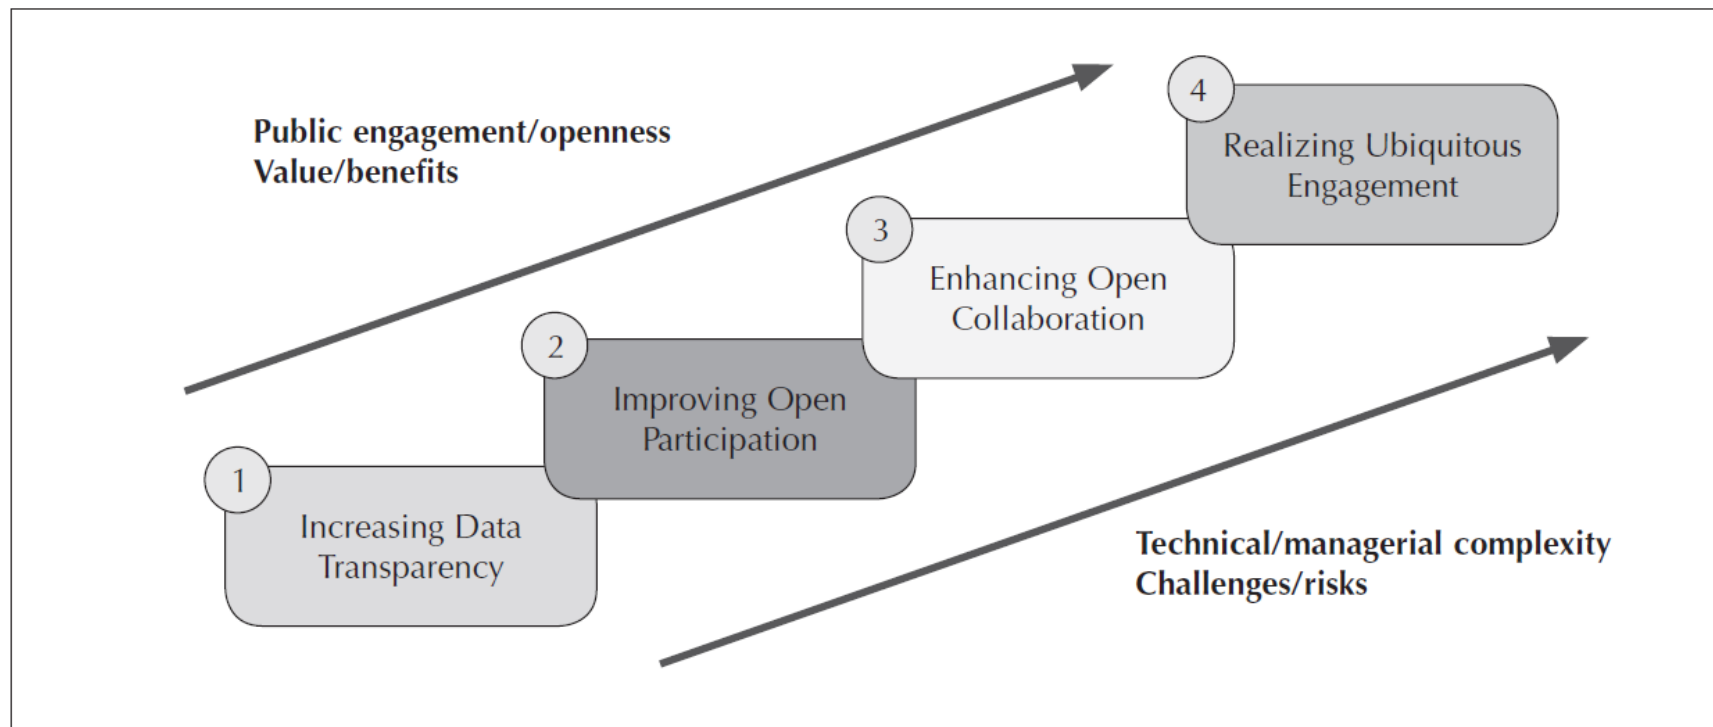 Public engagement/openness
Value/benefits
4
Realizing Ubiquitous
Engagement
3
Enhancing Open
Collaboration
2
Improving Open
Participation
1
Increasing Data
Transparency
Technical/managerial complexity
Challenges/risks